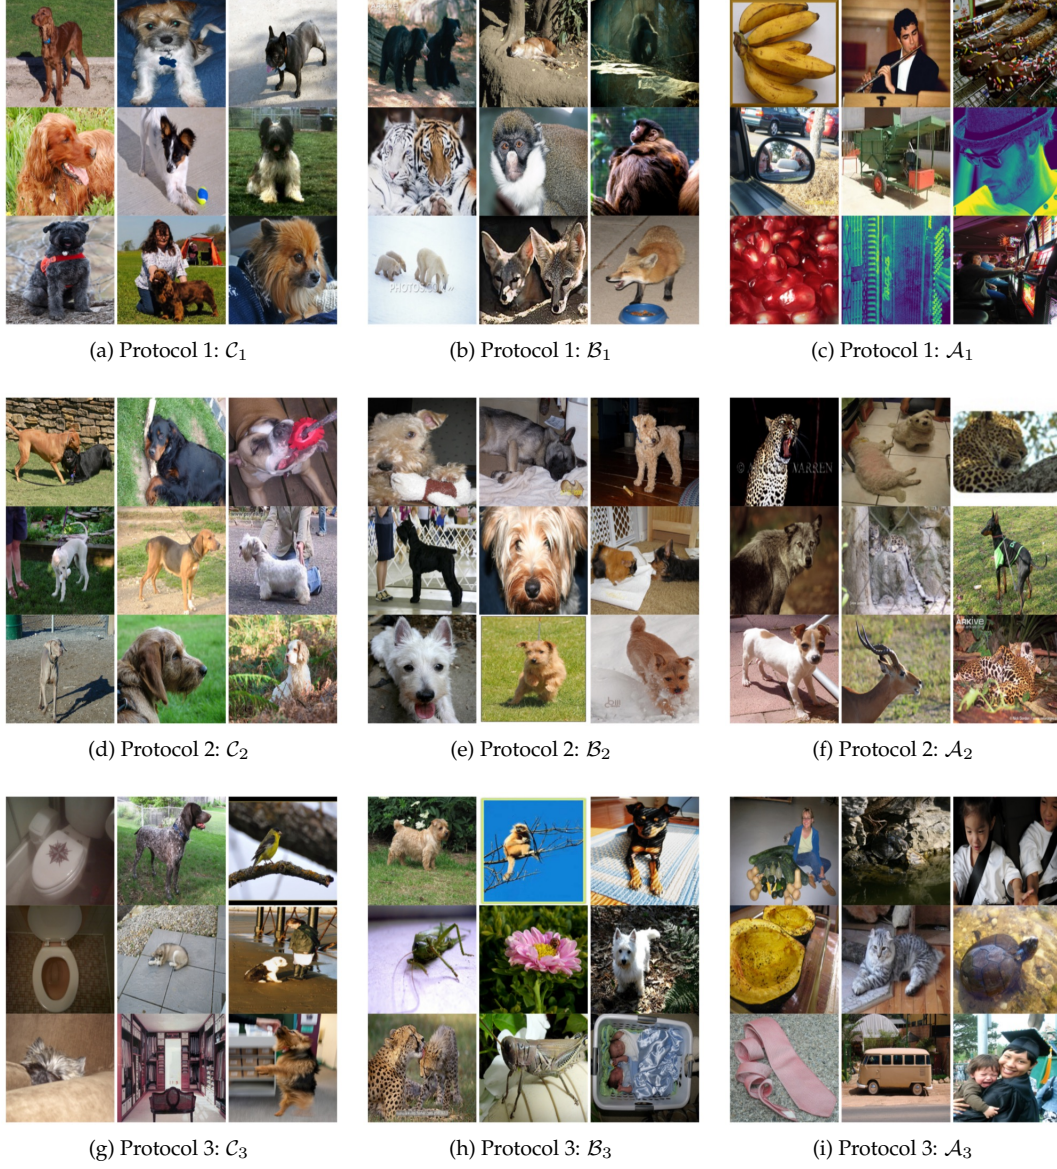 PHOTOS.COM
(a) Protocol 1: 𝒞₁
(b) Protocol 1: ℬ₁
(c) Protocol 1: 𝒜₁
ARKIVE
(d) Protocol 2: 𝒞₂
(e) Protocol 2: ℬ₂
(f) Protocol 2: 𝒜₂
(g) Protocol 3: 𝒞₃
(h) Protocol 3: ℬ₃
(i) Protocol 3: 𝒜₃